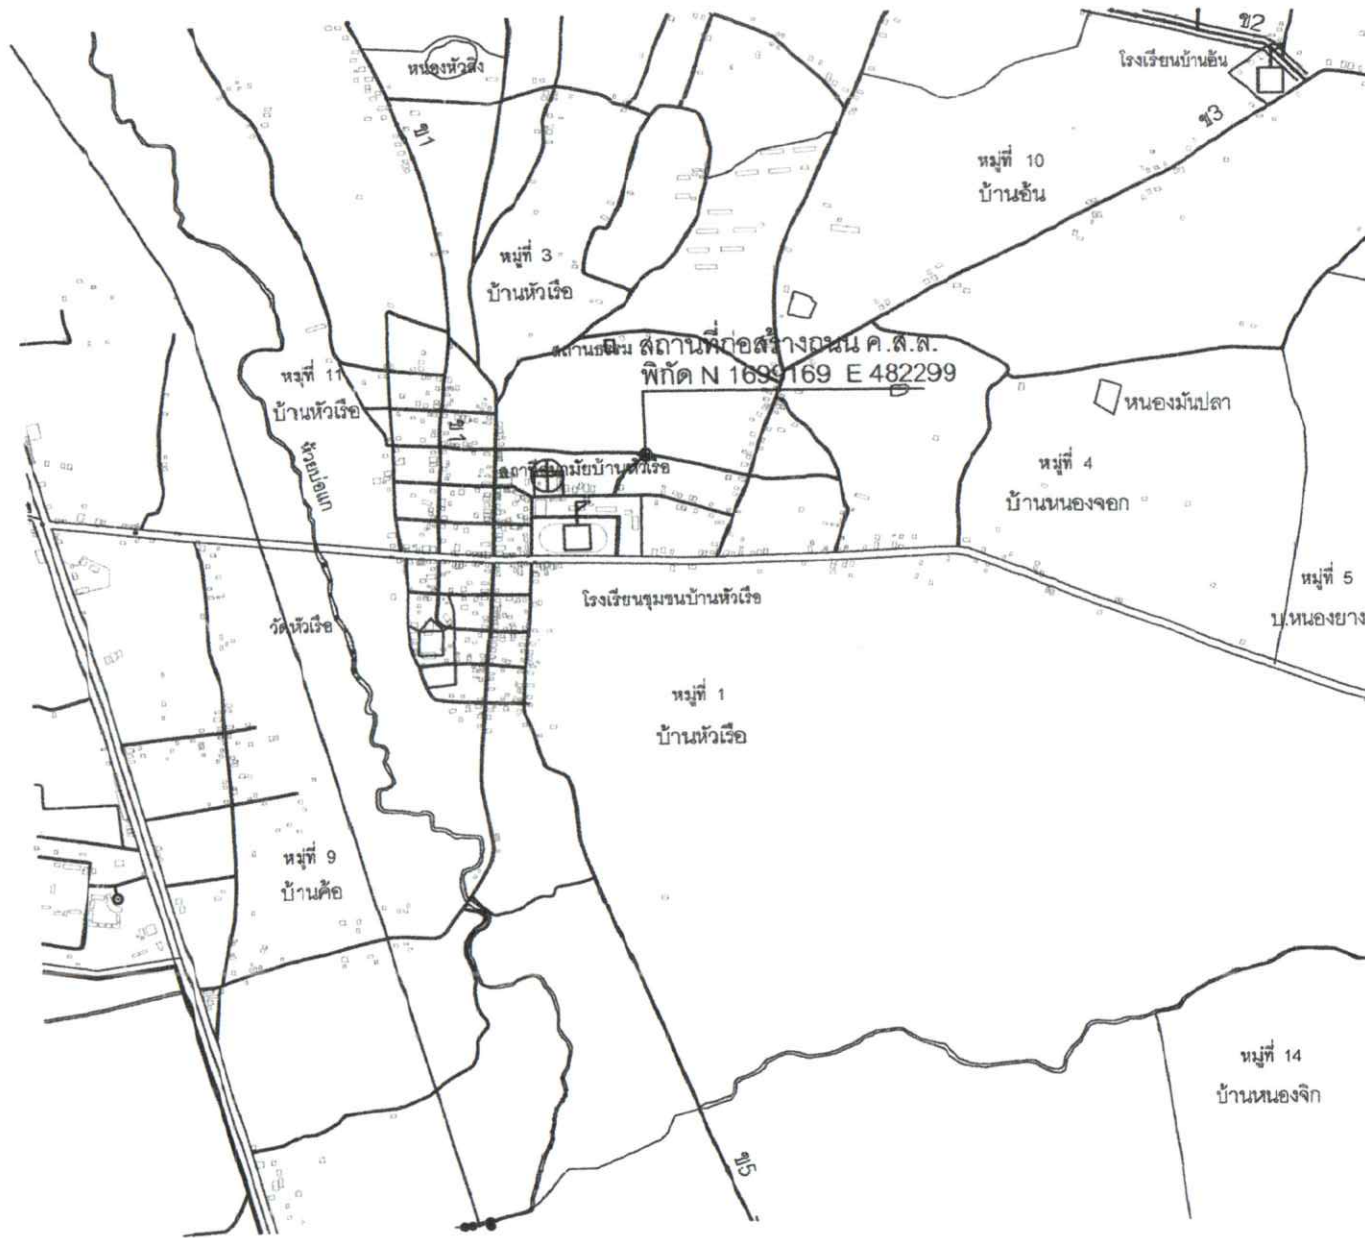 ข2
โรงเรียนบ้านอ้น
หนองหัวลิง
ข1
ข3
หมู่ที่ 10
บ้านอ้น
หมู่ที่ 3
บ้านหัวเรือ
สถานที่ก่อสร้างถนน ค.ส.ล.
พิกัด N 1699169 E 482299
หมู่ที่ 11
บ้านหัวเรือ
หนองมันปลา
ข1
ห้วยบ่อแก
สถานีอนามัยบ้านหัวเรือ
หมู่ที่ 4
บ้านหนองจอก
หมู่ที่ 5
บ.หนองยาง
โรงเรียนชุมชนบ้านหัวเรือ
วัดหัวเรือ
หมู่ที่ 1
บ้านหัวเรือ
หมู่ที่ 9
บ้านค้อ
หมู่ที่ 14
บ้านหนองจิก
ข5